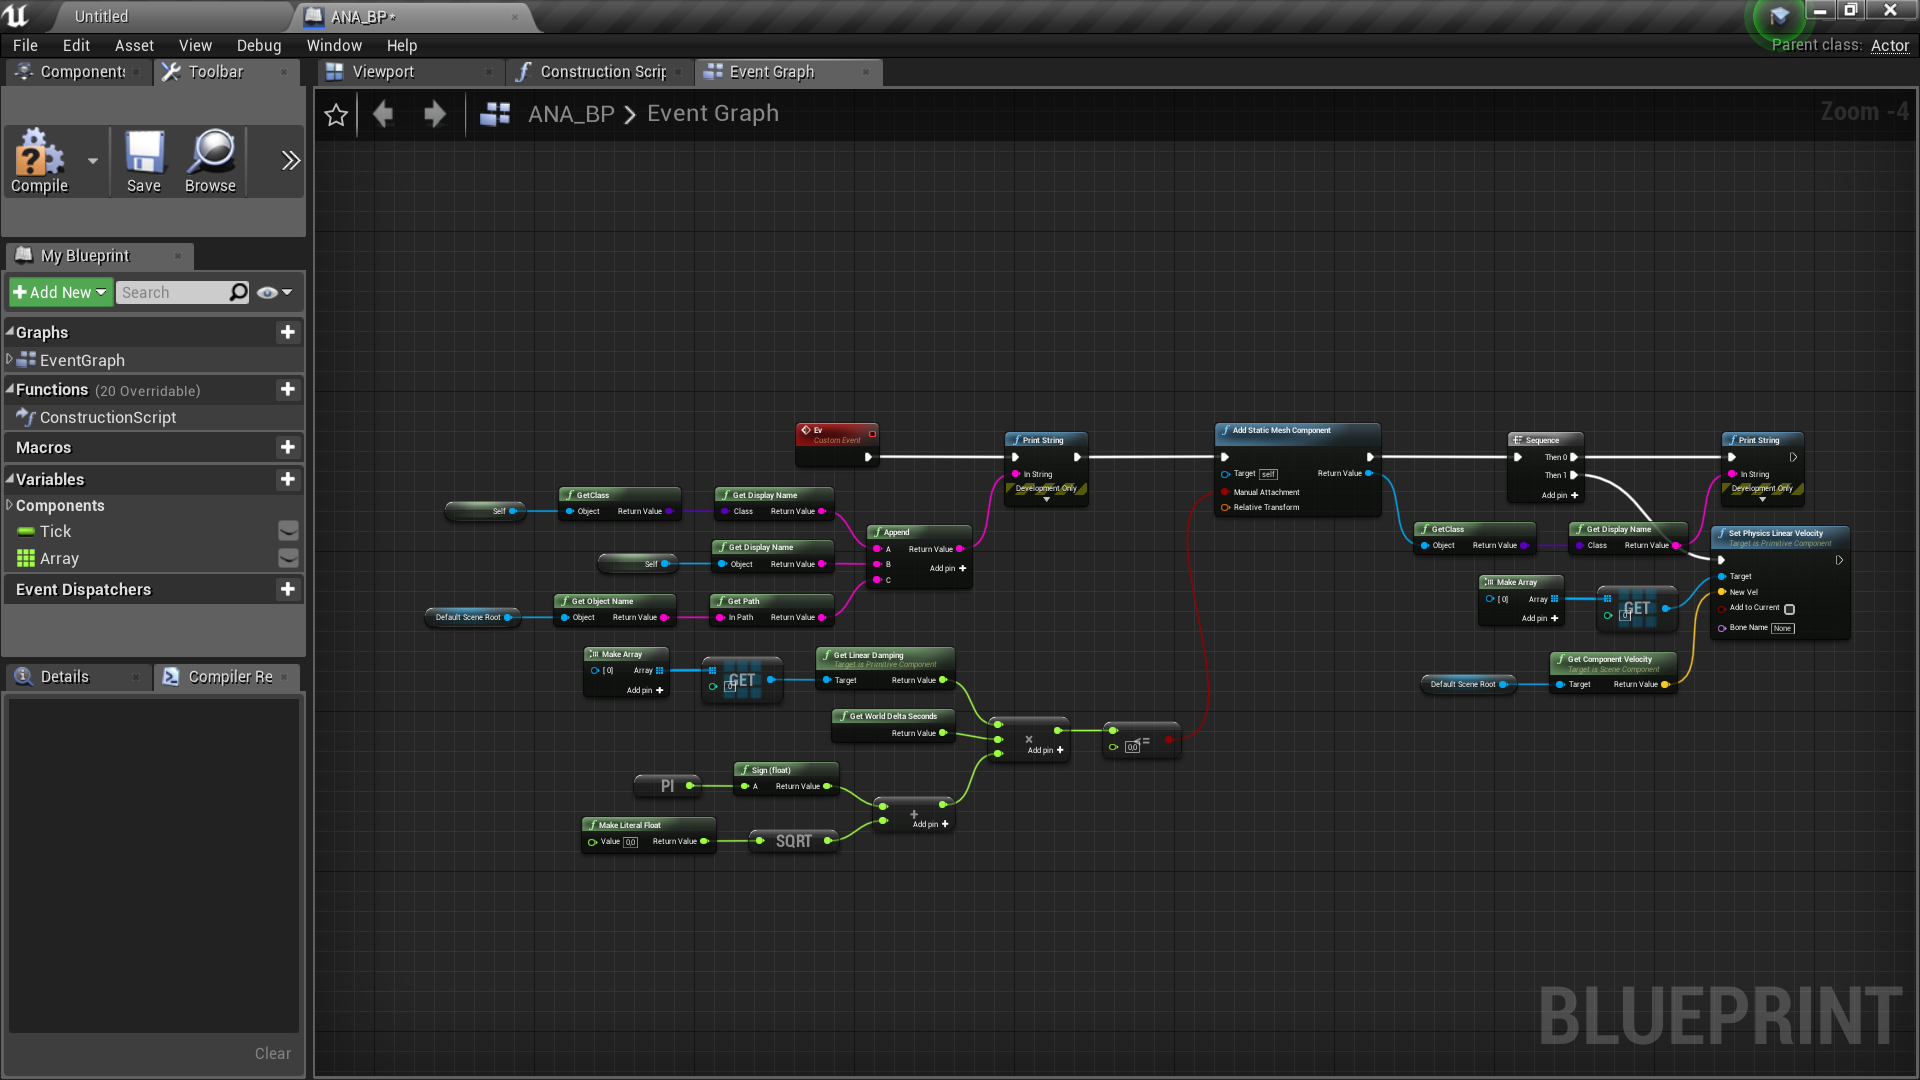 Untitled
ANA_BP*
File Edit Asset View Debug Window Help
Parent class: Actor
Components
Toolbar
Viewport
Construction Scrip
Event Graph
ANA_BP > Event Graph
Zoom -4
Compile
Save
Browse
My Blueprint
Add New
Search
Graphs
EventGraph
Functions (20 Overridable)
ConstructionScript
Macros
Variables
Components
Tick
Array
Event Dispatchers
Details
Compiler Re
Clear
Ev
Custom Event
Print String
In String
Development Only
Add Static Mesh Component
Target self
Return Value
Manual Attachment
Relative Transform
Sequence
Then 0
Then 1
Add pin +
Print String
In String
Development Only
Self
GetClass
Object Return Value
Get Display Name
Class Return Value
Self
Get Display Name
Object Return Value
Append
A Return Value
B Add pin +
C
Default Scene Root
Get Object Name
Object Return Value
Get Path
In Path Return Value
Make Array
[0] Array
Add pin +
GET
0
Get Linear Damping
Target is Primitive Component
Target Return Value
Get World Delta Seconds
Return Value
×
Add pin +
<=
0,0
PI
Sign (float)
A Return Value
Make Literal Float
Value 0,0 Return Value
SQRT
+
Add pin +
GetClass
Object Return Value
Get Display Name
Class Return Value
Make Array
[0] Array
Add pin +
GET
0
Set Physics Linear Velocity
Target is Primitive Component
Target
New Vel
Add to Current
Bone Name None
Default Scene Root
Get Component Velocity
Target is Scene Component
Target Return Value
BLUEPRINT